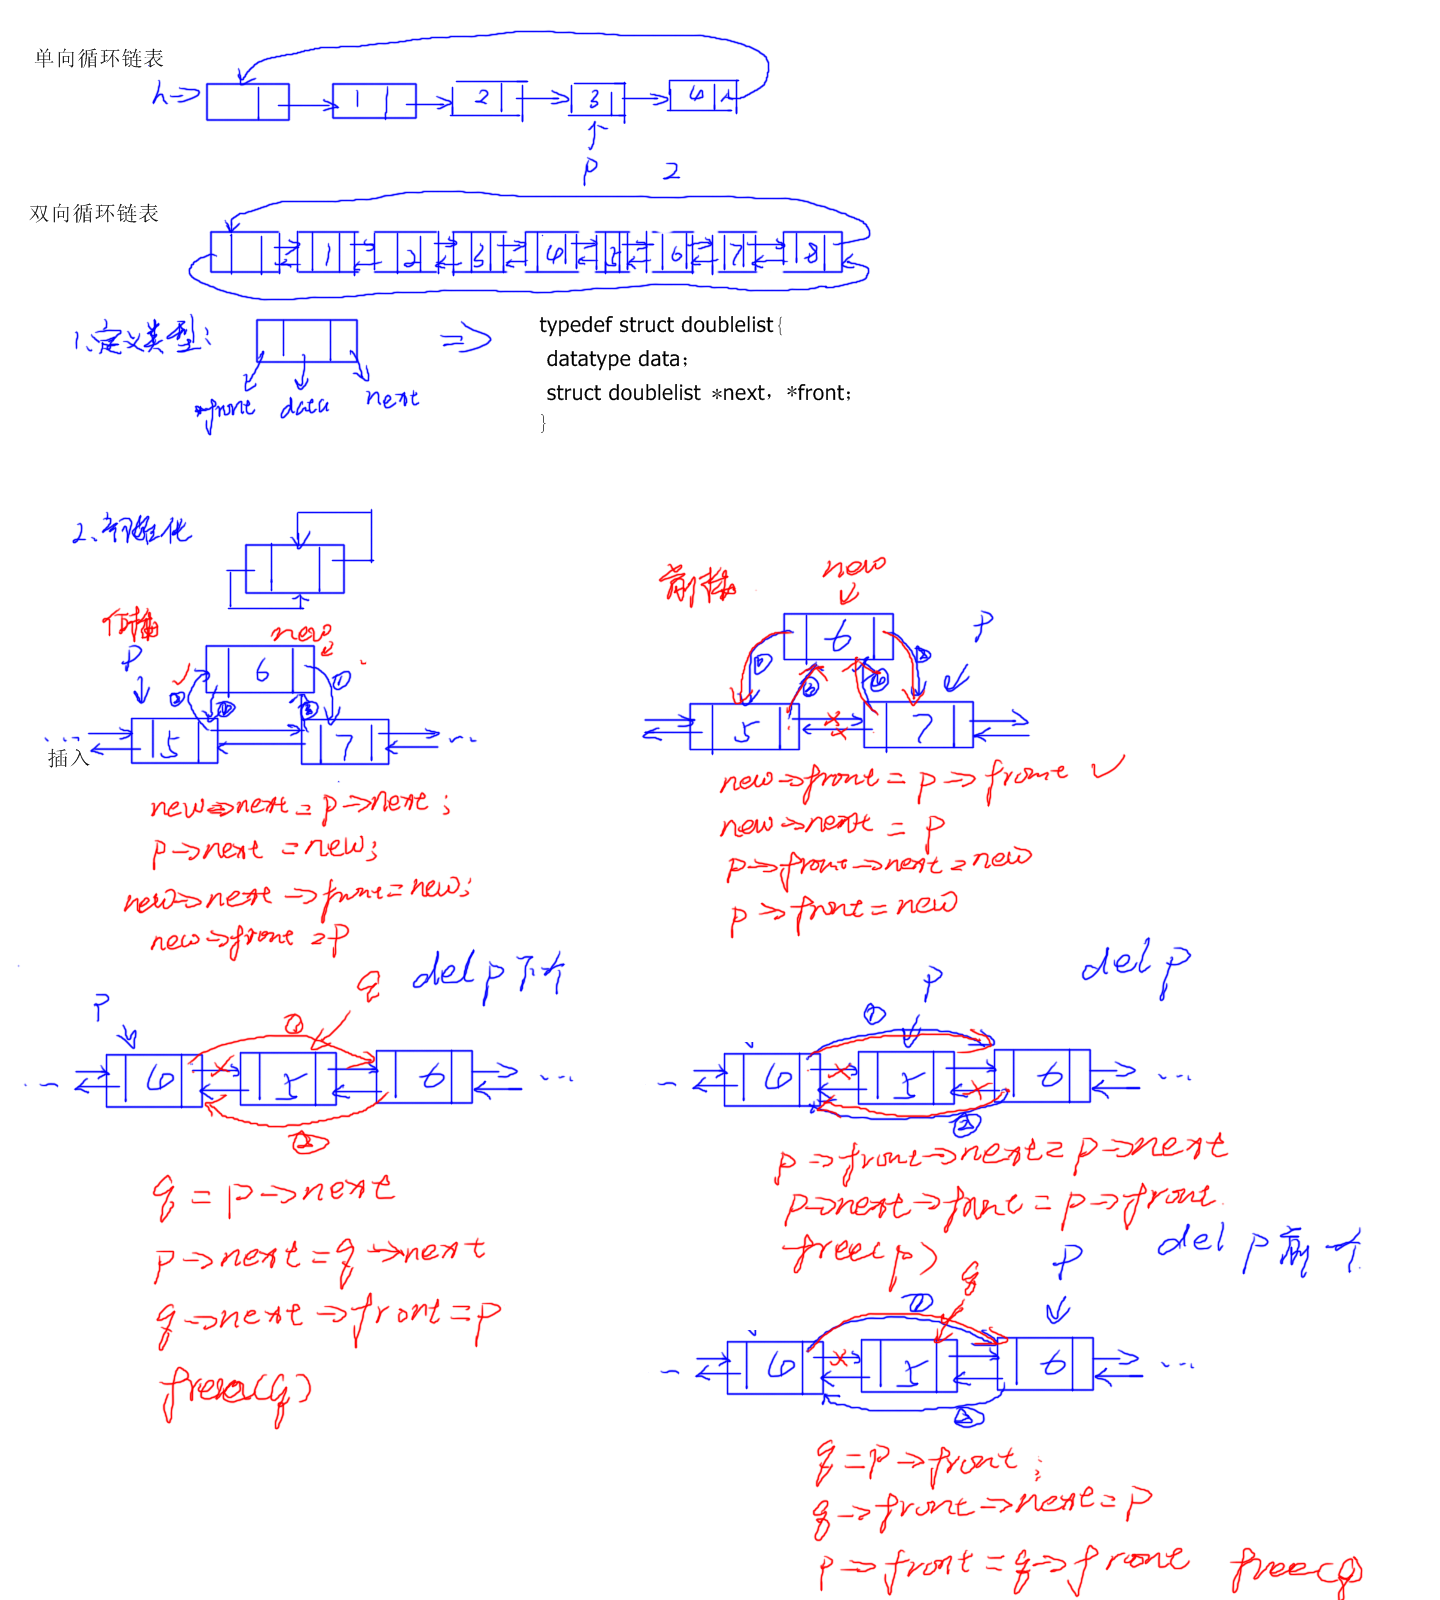 单向循环链表
h 1 2 3 4
p 2
双向循环链表
1 2 3 4 5 6 7 8
1、定义类型:
*front data next
typedef struct doublelist{
datatype data;
struct doublelist *next, *front;
}
2、初始化
后插
new
p
6
① ② ③ ④
5 7
插入
new->next=p->next;
p->next=new;
new->next->front=new;
new->front=p
前插
new
6
p
① ② ③ ④
5 7
new->front=p->front ✓
new->next=p
p->front->next=new
p->front=new
del p下一个
p q
①
6 5 6
②
q=p->next
p->next=q->next
q->next->front=p
free(q)
del p
p
①
6 5 6
②
p->front->next=p->next
p->next->front=p->front
free(p)
del p前一个
q p
①
6 5 6
②
q=p->front;
q->front->next=p
p->front=q->front free(q)